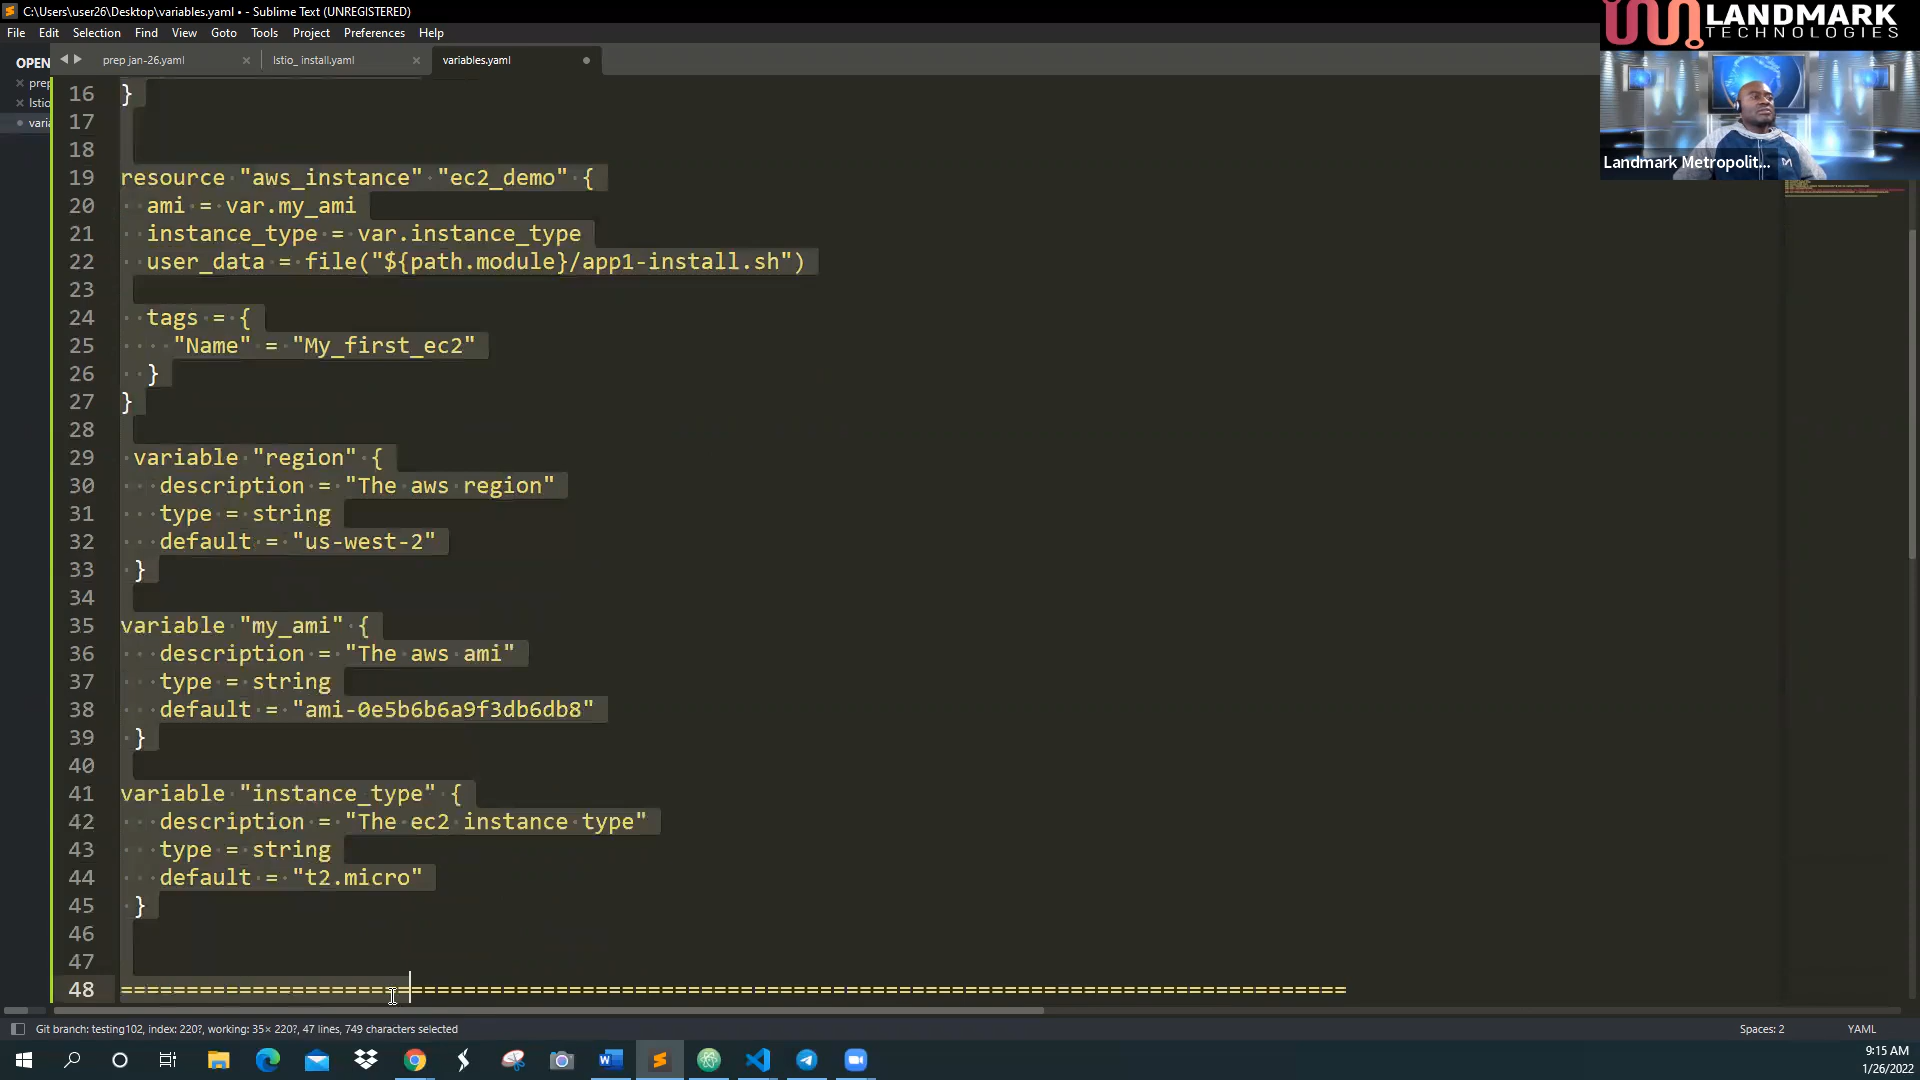 C:\Users\user26\Desktop\variables.yaml • - Sublime Text (UNREGISTERED)
File Edit Selection Find View Goto Tools Project Preferences Help
LANDMARK
TECHNOLOGIES
OPEN
prep jan-26.yaml
Istio_ install.yaml
variables.yaml
prep
Istio
varia
Landmark Metropolit...
16 }
17
18
19 resource "aws_instance" "ec2_demo" {
20 ami = var.my_ami
21 instance_type = var.instance_type
22 user_data = file("${path.module}/app1-install.sh")
23
24 tags = {
25 "Name" = "My_first_ec2"
26 }
27 }
28
29 variable "region" {
30 description = "The aws region"
31 type = string
32 default = "us-west-2"
33 }
34
35 variable "my_ami" {
36 description = "The aws ami"
37 type = string
38 default = "ami-0e5b6b6a9f3db6db8"
39 }
40
41 variable "instance_type" {
42 description = "The ec2 instance type"
43 type = string
44 default = "t2.micro"
45 }
46
47
48 =============================================================================================
Git branch: testing102, index: 220?, working: 35× 220?, 47 lines, 749 characters selected
Spaces: 2 YAML
9:15 AM
1/26/2022